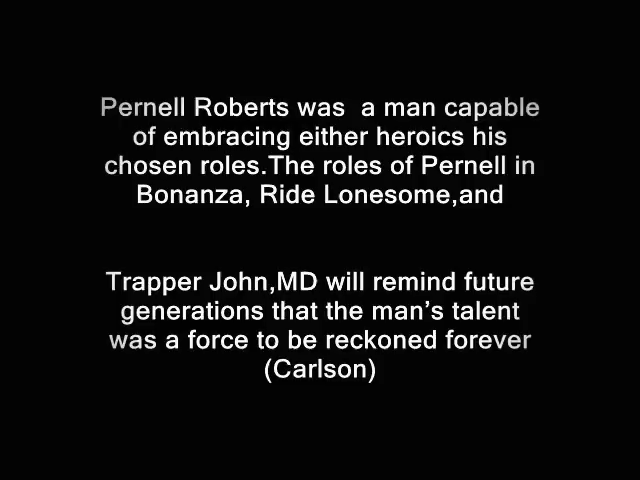 Pernell Roberts was  a man capable
of embracing either heroics his
chosen roles.The roles of Pernell in
Bonanza, Ride Lonesome,and
Trapper John,MD will remind future
generations that the man’s talent
was a force to be reckoned forever
(Carlson)